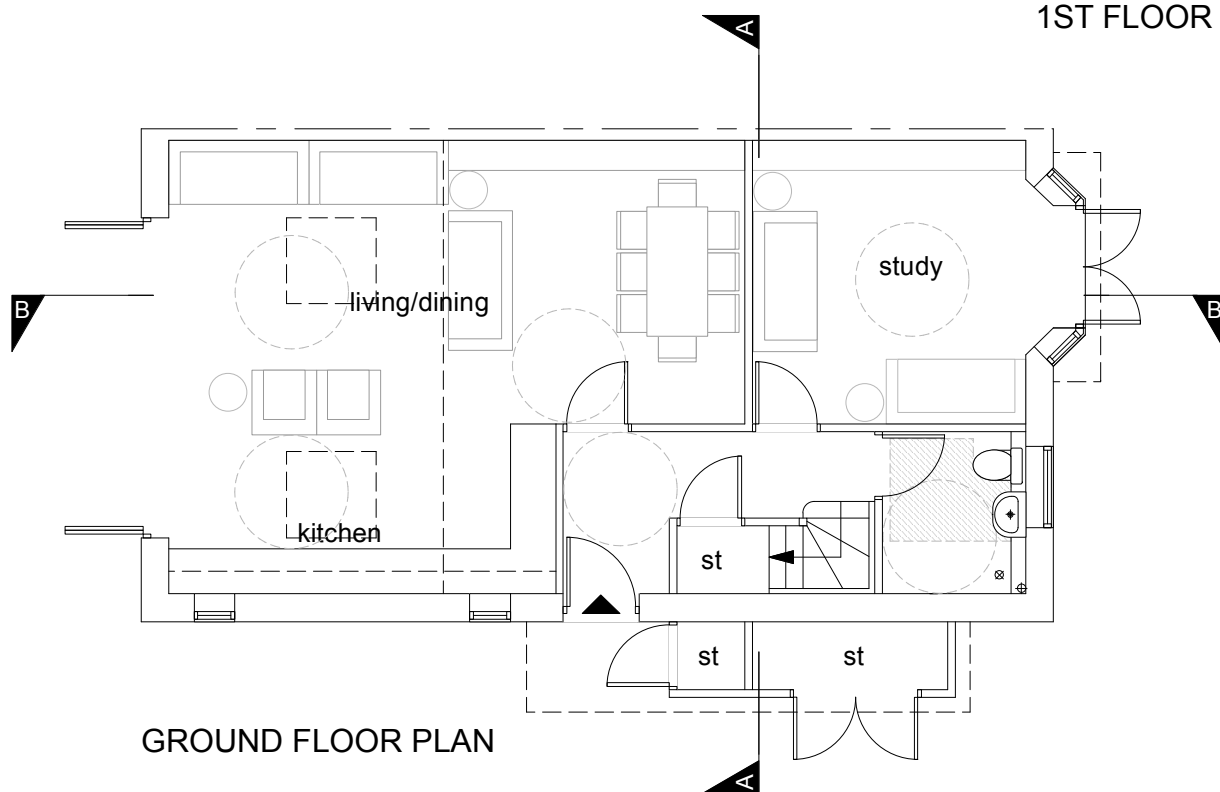 1ST FLOOR
A
study
living/dining
B
B
kitchen
st
st
st
GROUND FLOOR PLAN
A